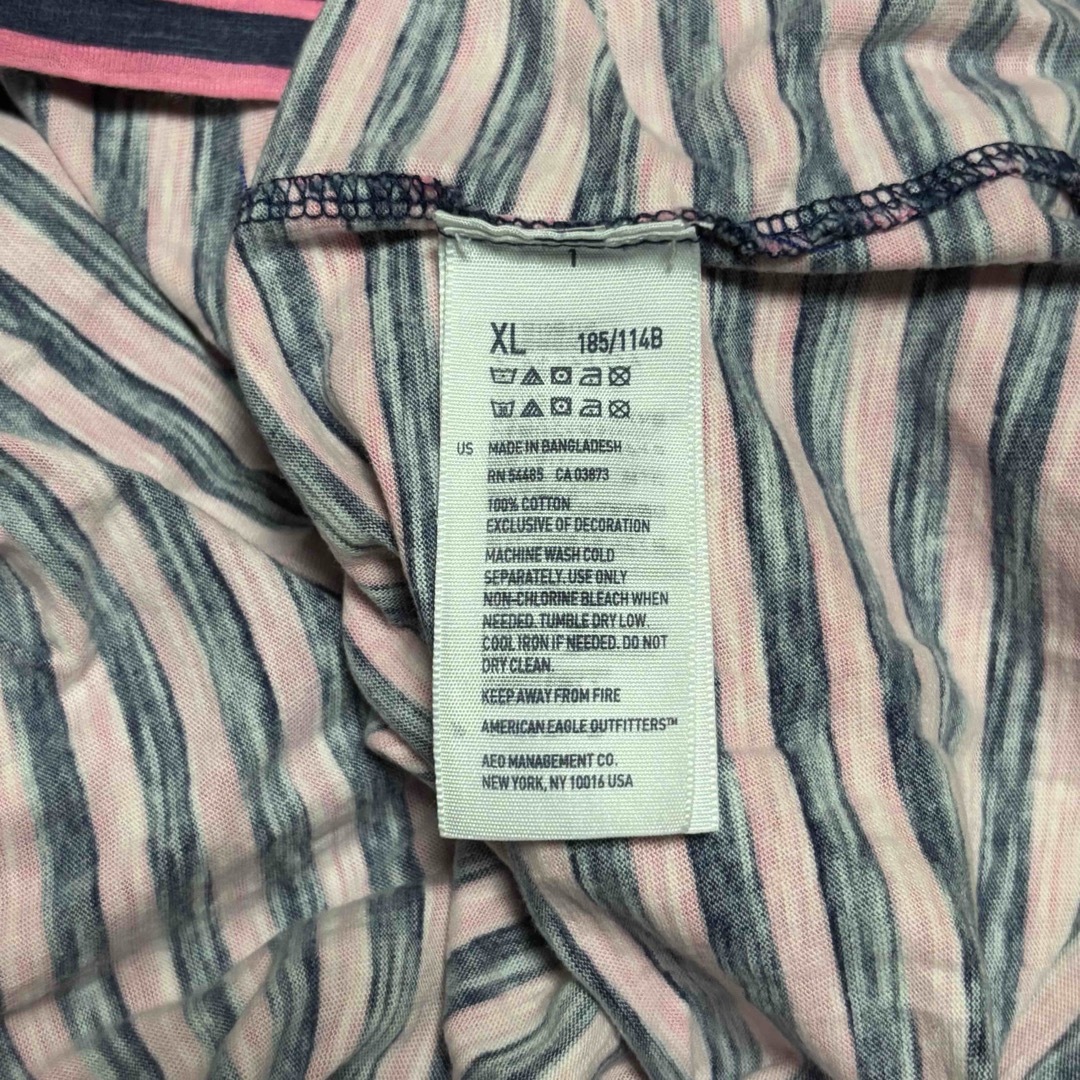 1
XL 185/114B
US MADE IN BANGLADESH
RN 54485 CA 03873
100% COTTON
EXCLUSIVE OF DECORATION
MACHINE WASH COLD
SEPARATELY. USE ONLY
NON-CHLORINE BLEACH WHEN
NEEDED. TUMBLE DRY LOW.
COOL IRON IF NEEDED. DO NOT
DRY CLEAN.
KEEP AWAY FROM FIRE
AMERICAN EAGLE OUTFITTERS™
AEO MANAGEMENT CO.
NEW YORK, NY 10016 USA